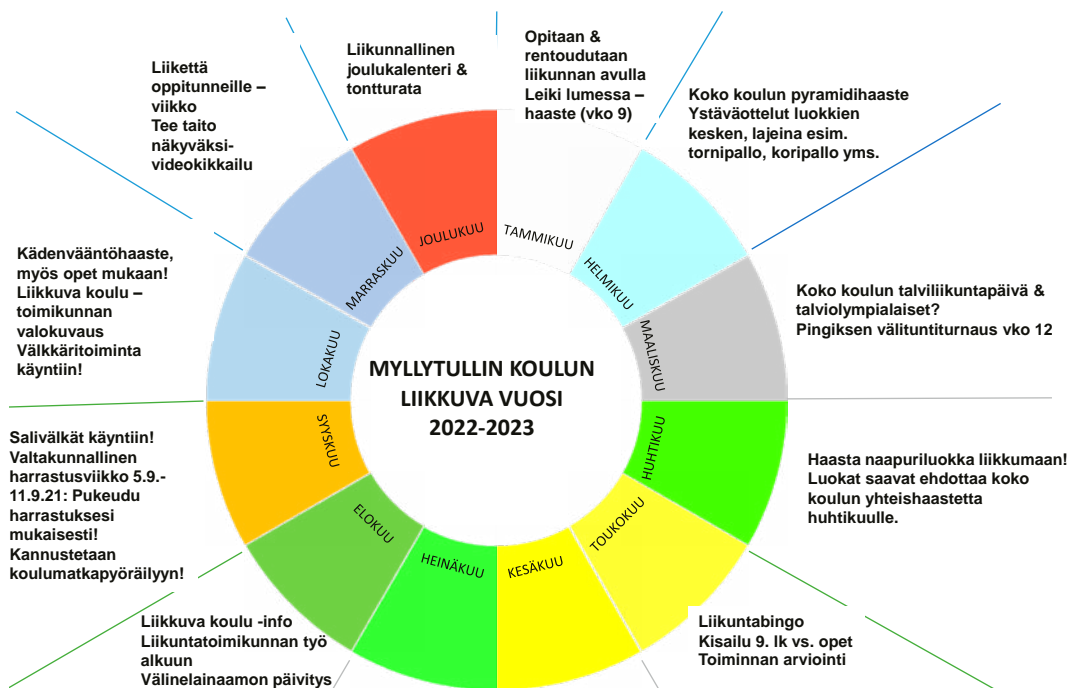 Liikunnallinen
joulukalenteri &
tontturata
Opitaan &
rentoudutaan
liikunnan avulla
Leiki lumessa –
haaste (vko 9)
Liikettä
oppitunneille –
viikko
Tee taito
näkyväksi-
videokikkailu
Koko koulun pyramidihaaste
Ystäväottelut luokkien
kesken, lajeina esim.
tornipallo, koripallo yms.
Kädenvääntöhaaste,
myös opet mukaan!
Liikkuva koulu –
toimikunnan
valokuvaus
Välkkäritoiminta
käyntiin!
Koko koulun talviliikuntapäivä &
talviolympialaiset?
Pingiksen välituntiturnaus vko 12
Salivälkät käyntiin!
Valtakunnallinen
harrastusviikko 5.9.-
11.9.21: Pukeudu
harrastuksesi
mukaisesti!
Kannustetaan
koulumatkapyöräilyyn!
Haasta naapuriluokka liikkumaan!
Luokat saavat ehdottaa koko
koulun yhteishaastetta
huhtikuulle.
Liikkuva koulu -info
Liikuntatoimikunnan työ
alkuun
Välinelainaamon päivitys
Liikuntabingo
Kisailu 9. lk vs. opet
Toiminnan arviointi
MYLLYTULLIN KOULUN
LIIKKUVA VUOSI
2022-2023
TAMMIKUU
HELMIKUU
MAALISKUU
HUHTIKUU
TOUKOKUU
KESÄKUU
HEINÄKUU
ELOKUU
SYYSKUU
LOKAKUU
MARRASKUU
JOULUKUU